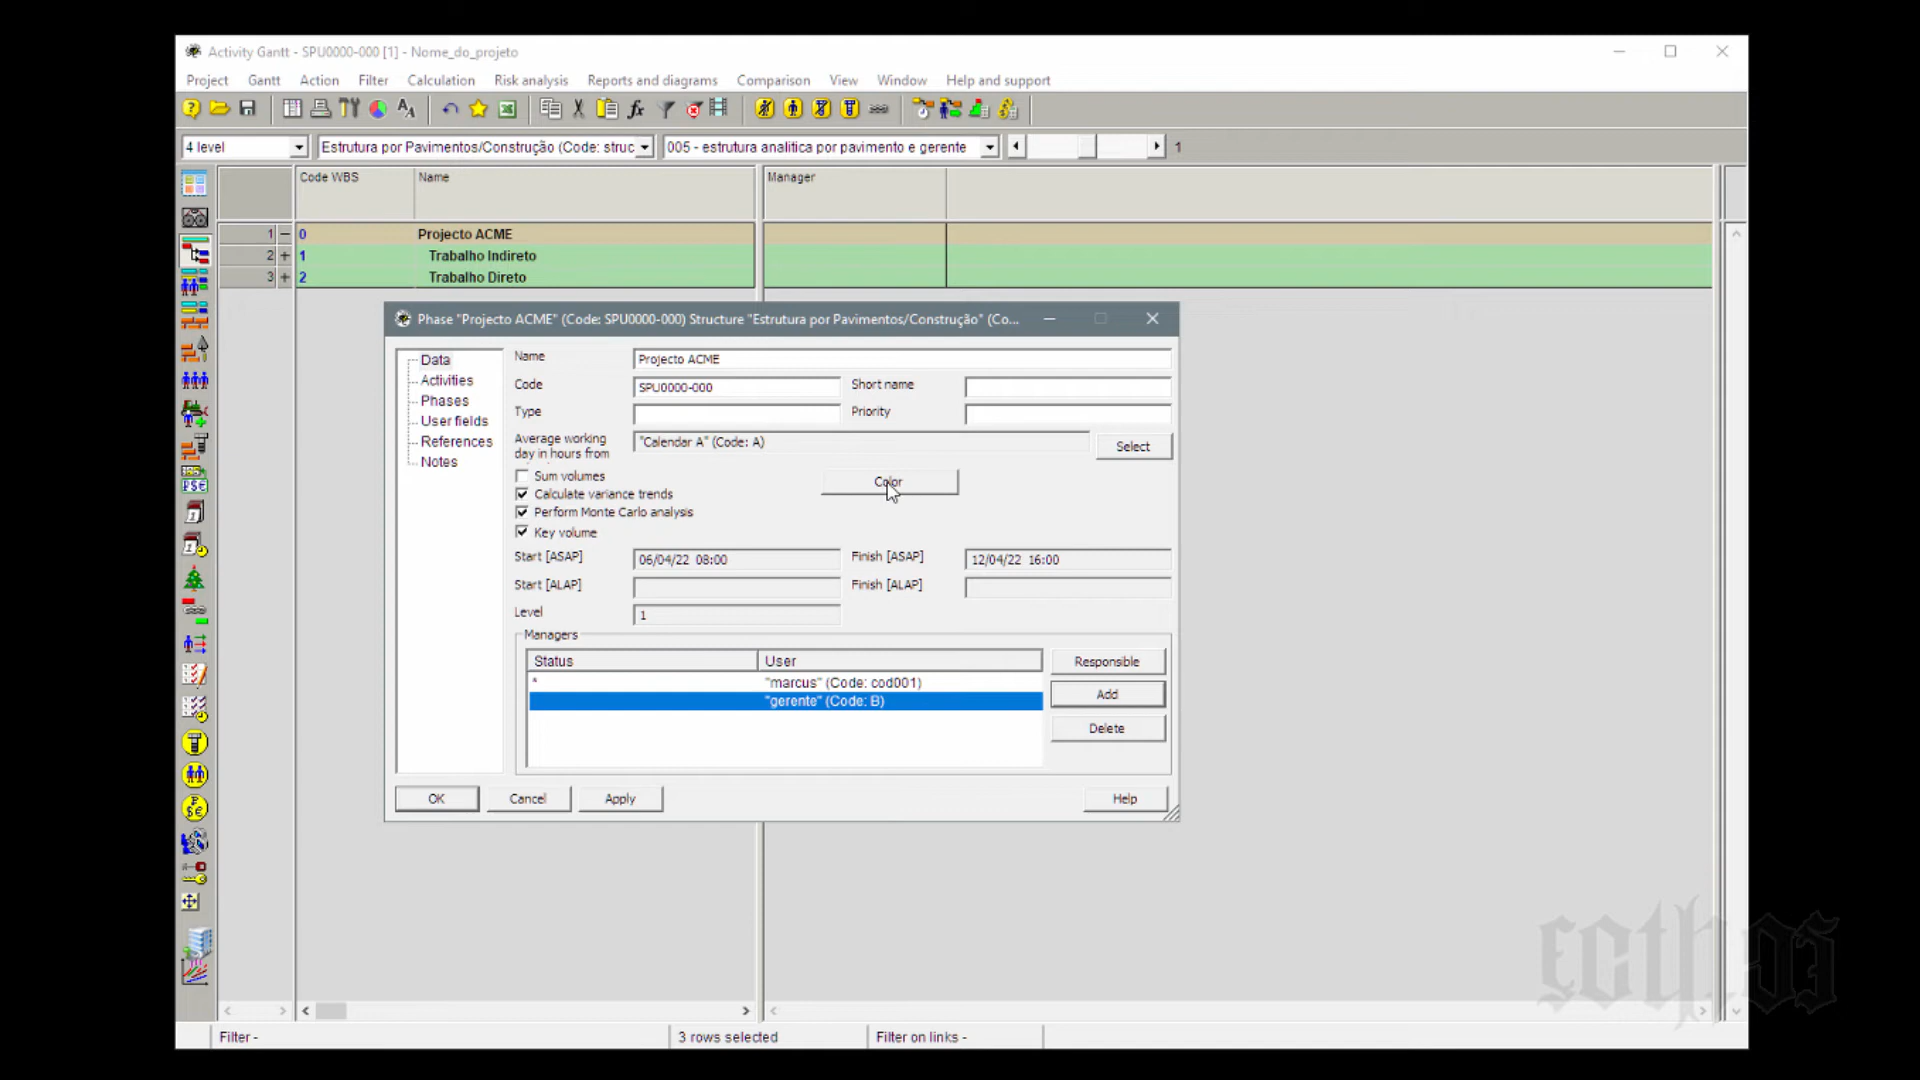 Activity Gantt - SPU0000-000 [1] - Nome_do_projeto
Project Gantt Action Filter Calculation Risk analysis Reports and diagrams Comparison View Window Help and support
4 level Estrutura por Pavimentos/Construção (Code: struc 005 - estrutura analitica por pavimento e gerente 1
Code WBS Name Manager
1 0 Projecto ACME
2 1 Trabalho Indireto
3 2 Trabalho Direto
Phase "Projecto ACME" (Code: SPU0000-000) Structure "Estrutura por Pavimentos/Construção" (Co...
Data
Activities
Phases
User fields
References
Notes
Name Projecto ACME
Code SPU0000-000 Short name
Type Priority
Average working
day in hours from
"Calendar A" (Code: A) Select
Sum volumes
Color
Calculate variance trends
Perform Monte Carlo analysis
Key volume
Start [ASAP] 06/04/22 08:00 Finish [ASAP] 12/04/22 16:00
Start [ALAP] Finish [ALAP]
Level 1
Managers
Status User
* "marcus" (Code: cod001)
"gerente" (Code: B)
Responsible
Add
Delete
OK Cancel Apply Help
Filter - 3 rows selected Filter on links -